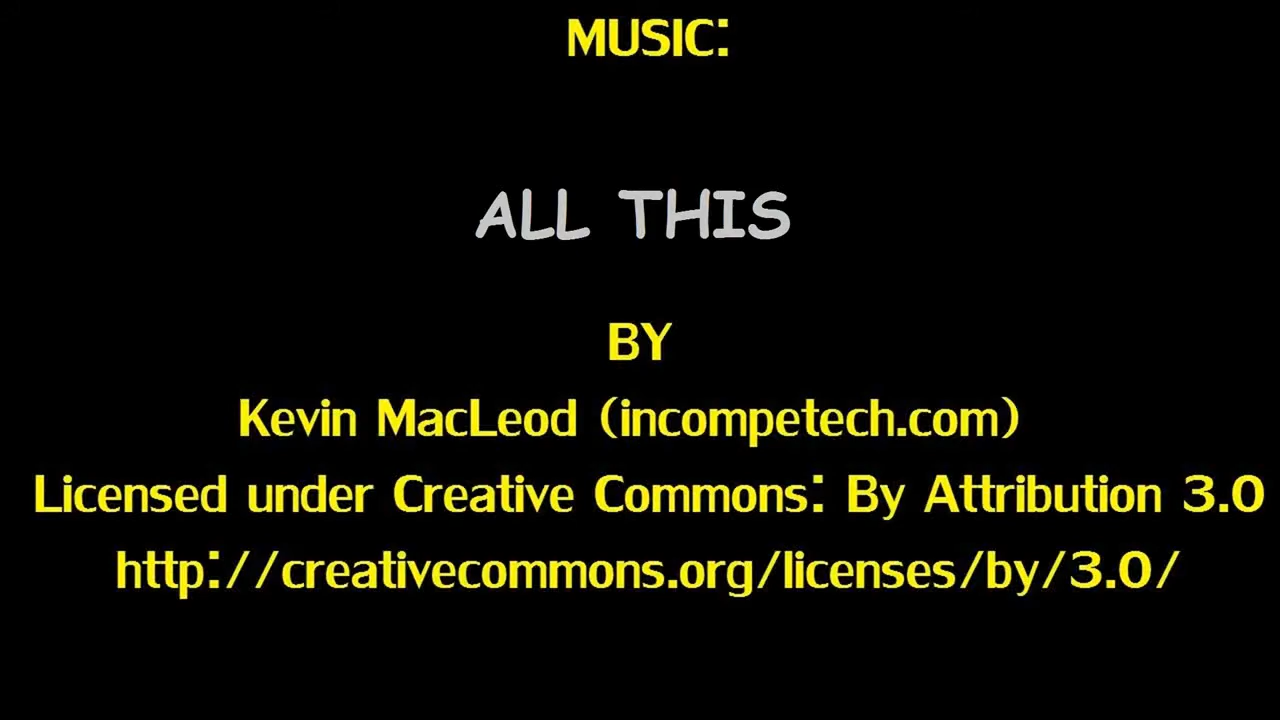 MUSIC:
ALL THIS
BY
Kevin MacLeod (incompetech.com)
Licensed under Creative Commons: By Attribution 3.0
http://creativecommons.org/licenses/by/3.0/